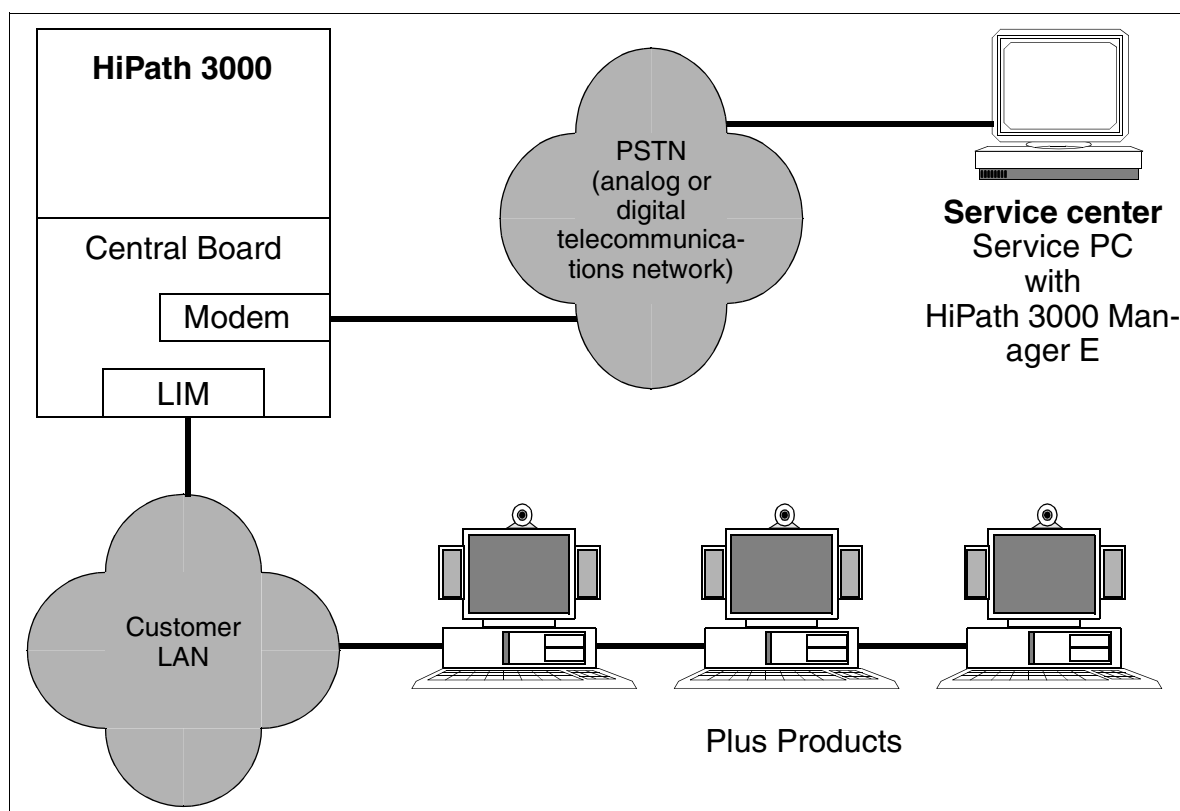 HiPath 3000
Central Board
Modem
LIM
PSTN
(analog or
digital
telecommunica-
tions network)
Service center
Service PC
with
HiPath 3000 Man-
ager E
Customer
LAN
Plus Products